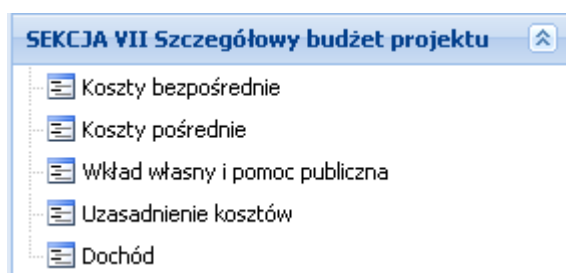 SEKCJA VII Szczegółowy budżet projektu
Koszty bezpośrednie
Koszty pośrednie
Wkład własny i pomoc publiczna
Uzasadnienie kosztów
Dochód